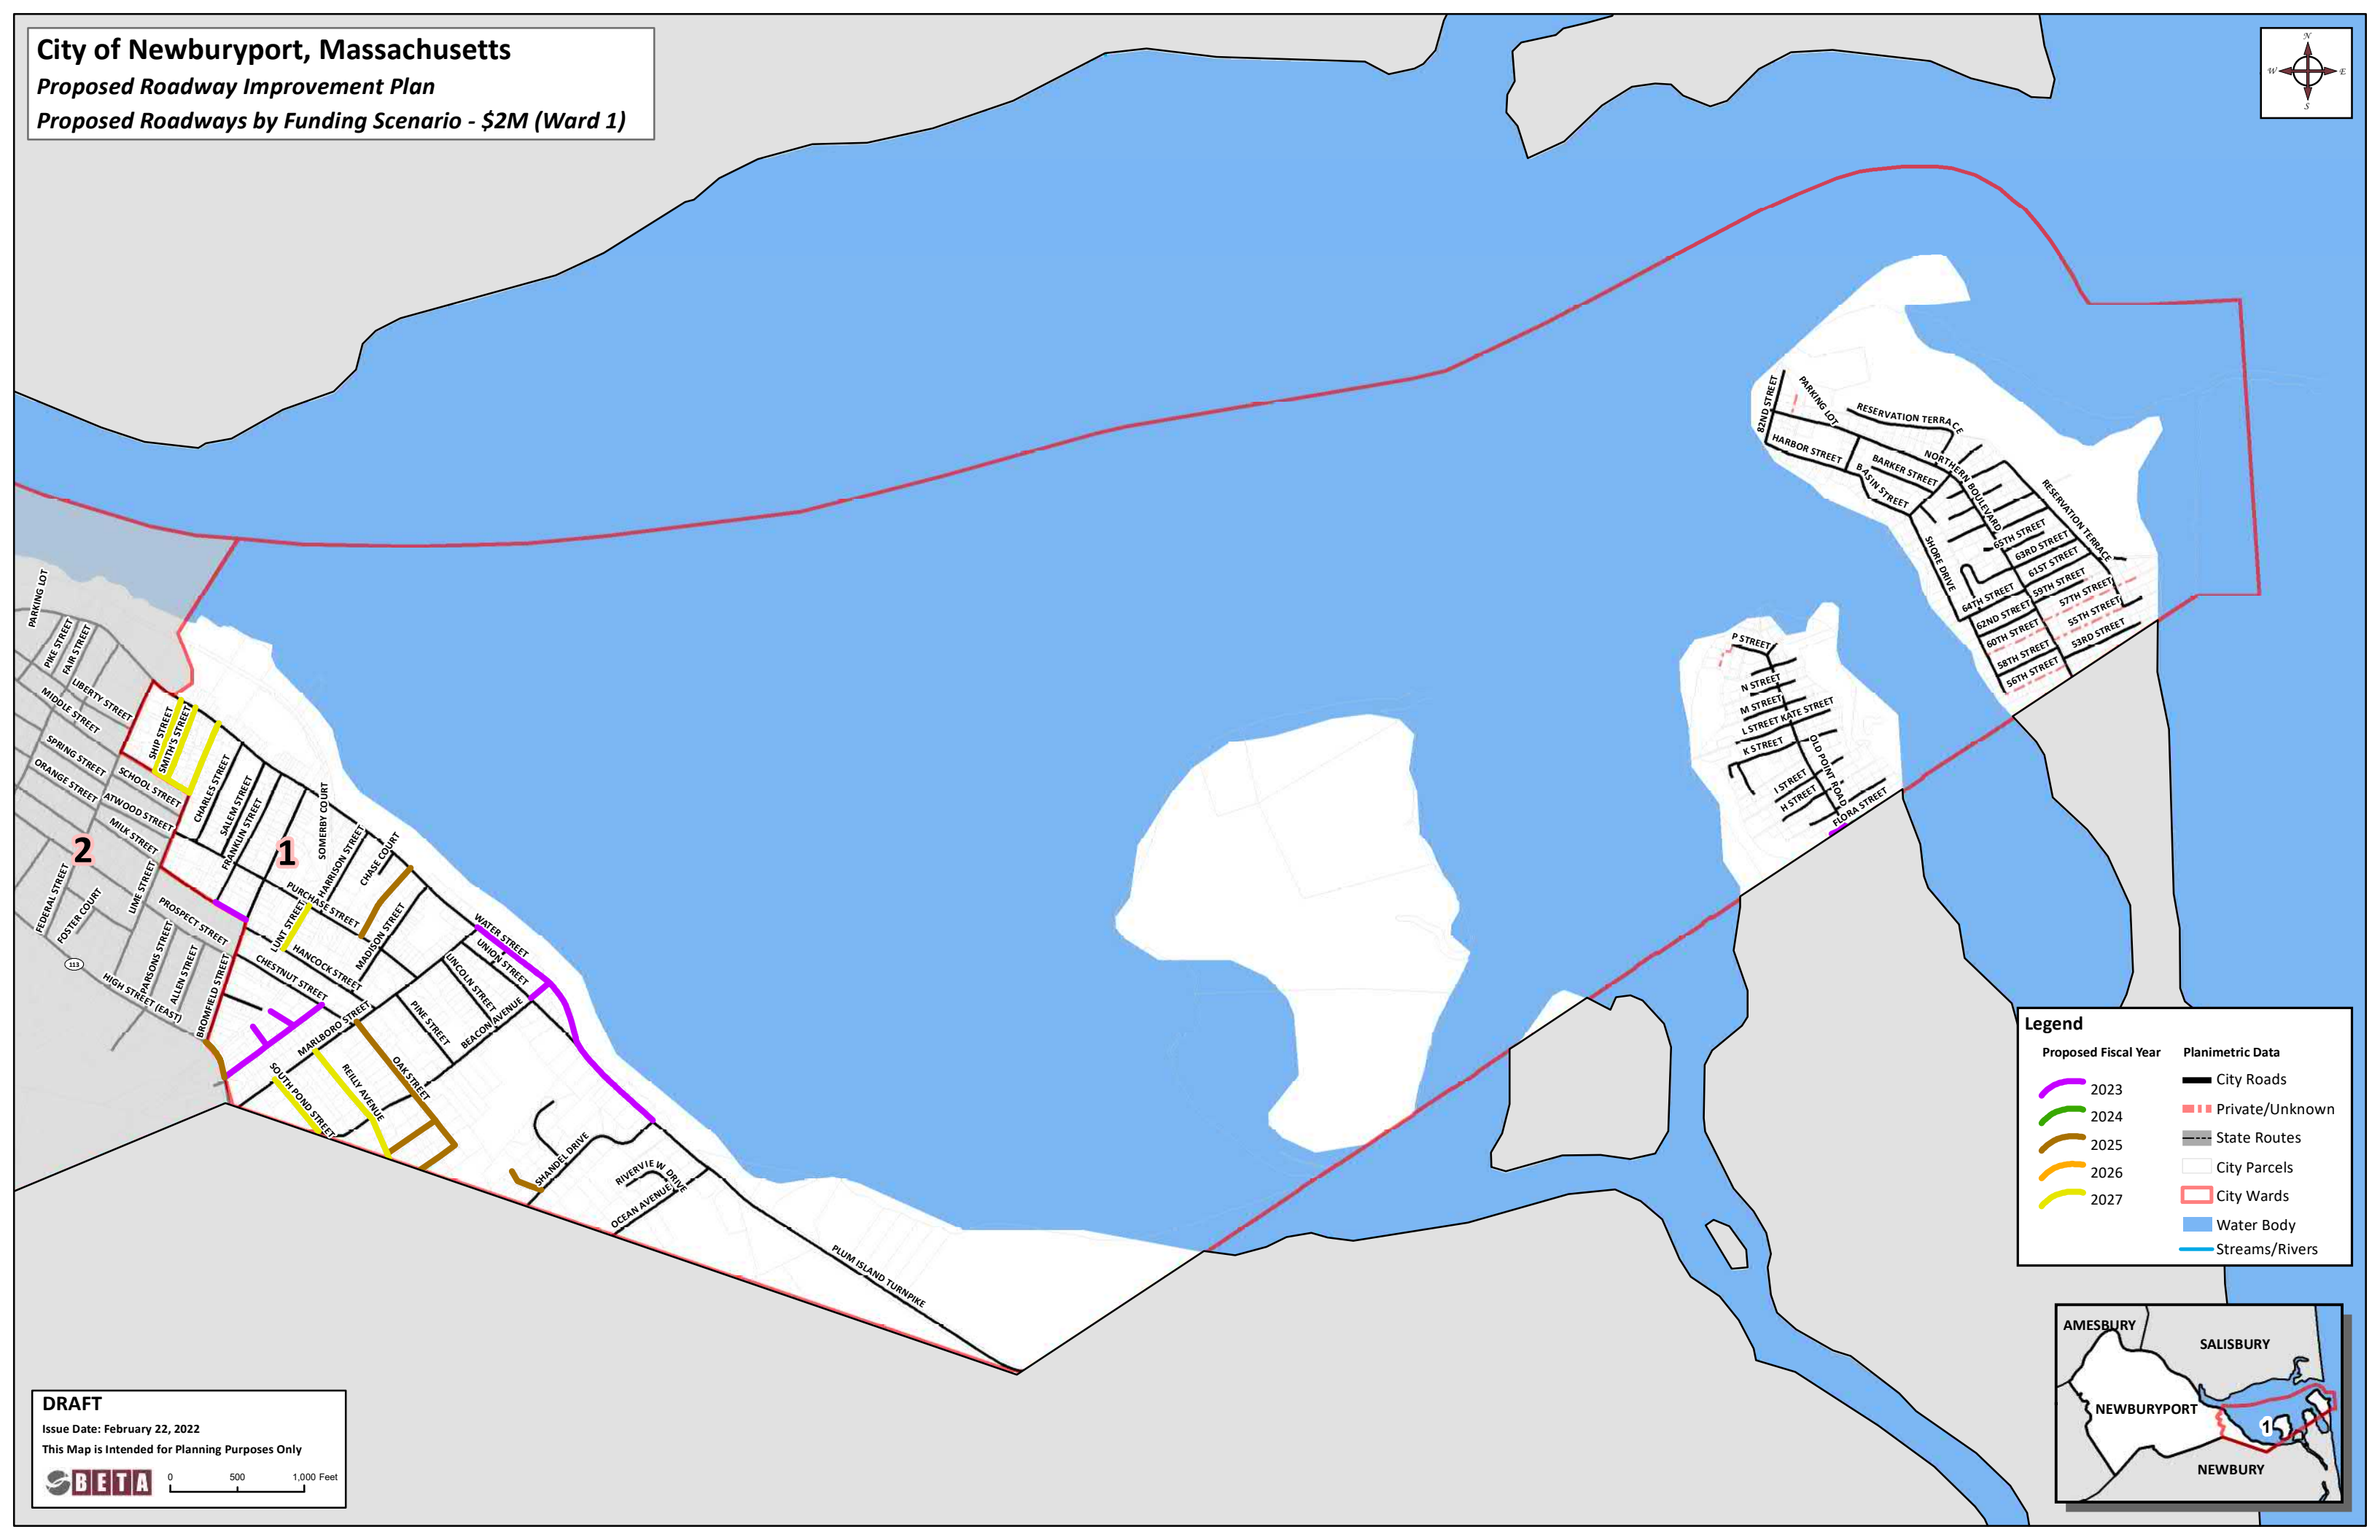 City of Newburyport, Massachusetts
Proposed Roadway Improvement Plan
Proposed Roadways by Funding Scenario - $2M (Ward 1)
N
W
E
S
82ND STREET
PARKING LOT
RESERVATION TERRACE
HARBOR STREET
BARKER STREET
BASIN STREET
NORTHERN BOULEVARD
RESERVATION TERRACE
SHORE DRIVE
65TH STREET
63RD STREET
61ST STREET
59TH STREET
57TH STREET
55TH STREET
53RD STREET
64TH STREET
62ND STREET
60TH STREET
58TH STREET
56TH STREET
P STREET
N STREET
M STREET
L STREET
KATE STREET
K STREET
I STREET
H STREET
OLD POINT ROAD
FLORA STREET
PARKING LOT
PIKE STREET
FAIR STREET
LIBERTY STREET
MIDDLE STREET
SPRING STREET
ORANGE STREET
SCHOOL STREET
ATWOOD STREET
MILK STREET
SHIP STREET
SMITH'S STREET
CHARLES STREET
SALEM STREET
FRANKLIN STREET
SOMERBY COURT
HARRISON STREET
CHASE COURT
PURCHASE STREET
LUNT STREET
MADISON STREET
HANCOCK STREET
CHESTNUT STREET
MARLBORO STREET
WATER STREET
UNION STREET
LINCOLN STREET
BEACON AVENUE
PINE STREET
OAK STREET
REILLY AVENUE
SOUTH POND STREET
2
1
FEDERAL STREET
FOSTER COURT
LIME STREET
PROSPECT STREET
PARSONS STREET
ALLEN STREET
BROMFIELD STREET
113
HIGH STREET (EAST)
SHANDEL DRIVE
RIVERVIEW DRIVE
OCEAN AVENUE
PLUM ISLAND TURNPIKE
Legend
Proposed Fiscal Year
2023
2024
2025
2026
2027
Planimetric Data
City Roads
Private/Unknown
State Routes
City Parcels
City Wards
Water Body
Streams/Rivers
AMESBURY
SALISBURY
NEWBURYPORT
1
NEWBURY
DRAFT
Issue Date: February 22, 2022
This Map is Intended for Planning Purposes Only
BETA
0 500 1,000 Feet